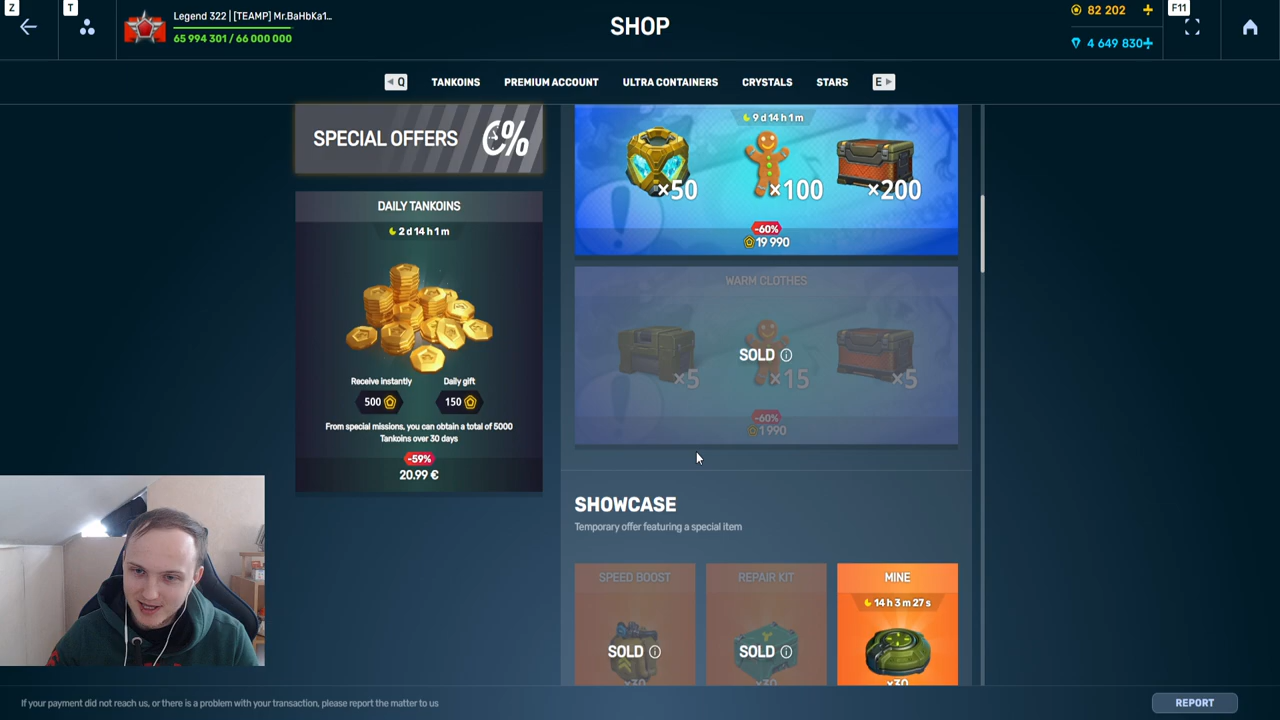 Z
T
Legend 322 | [TEAMP] Mr.BaHbKa1...
65 994 301 / 66 000 000
SHOP
82 202 +
4 649 830+
F11
Q
TANKOINS
PREMIUM ACCOUNT
ULTRA CONTAINERS
CRYSTALS
STARS
E
SPECIAL OFFERS
%
DAILY TANKOINS
2 d 14 h 1 m
Receive instantly
Daily gift
500
150
From special missions, you can obtain a total of 5000
Tankoins over 30 days
-59%
20.99 €
9 d 14 h 1 m
×50
×100
×200
-60%
19 990
WARM CLOTHES
SOLD
×5
×15
×5
-60%
1 990
SHOWCASE
Temporary offer featuring a special item
SPEED BOOST
SOLD
×30
REPAIR KIT
SOLD
×30
MINE
14 h 3 m 27 s
×30
If your payment did not reach us, or there is a problem with your transaction, please report the matter to us
REPORT